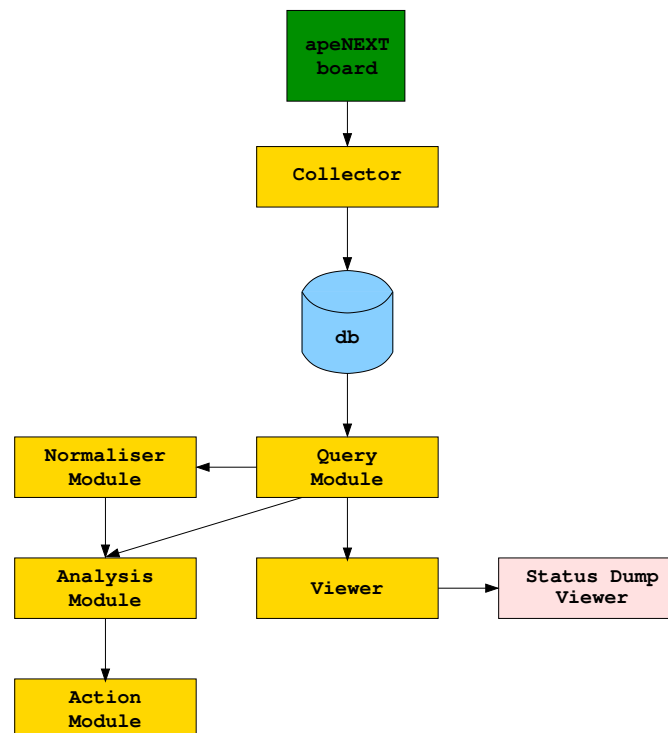 apeNEXT
board
Collector
db
Normaliser
Module
Query
Module
Analysis
Module
Viewer
Status Dump
Viewer
Action
Module